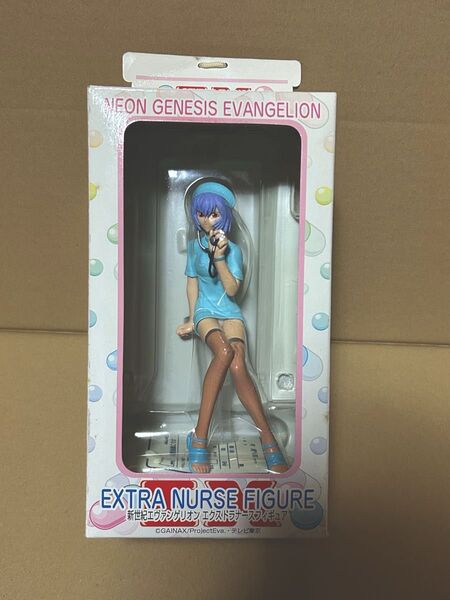 NEON GENESIS EVANGELION
EXTRA NURSE FIGURE
新世紀エヴァンゲリオン エクストラナースフィギュア
©GAINAX/ProjectEva.・テレビ東京